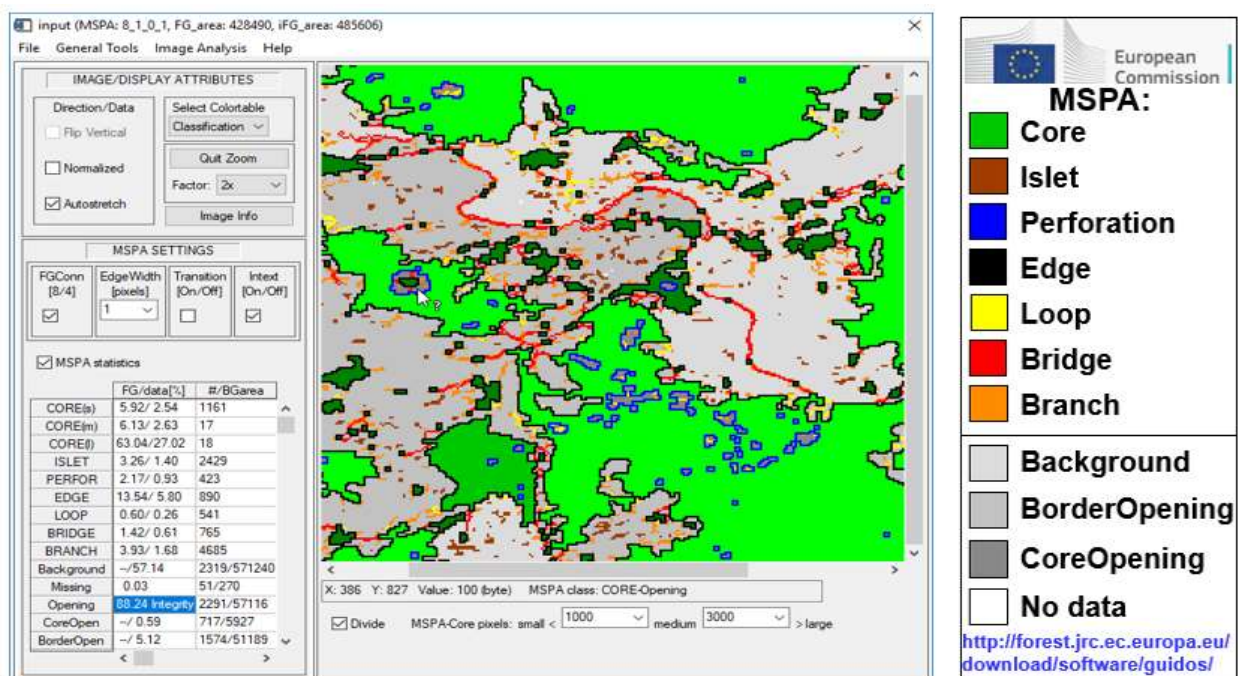 input (MSPA: 8_1_0_1, FG_area: 428490, iFG_area: 485606)
File General Tools Image Analysis Help
IMAGE/DISPLAY ATTRIBUTES
Direction/Data
Flip Vertical
Normalized
Autostretch
Select Colortable
Classification
Quit Zoom
Factor: 2x
Image Info
MSPA SETTINGS
FGConn
[8/4]
EdgeWidth
[pixels]
1
Transition
[On/Off]
Intext
[On/Off]
MSPA statistics
FG/data[%] #/BGarea
CORE(s) 5.92/ 2.54 1161
CORE(m) 6.13/ 2.63 17
CORE(l) 63.04/27.02 18
ISLET 3.26/ 1.40 2429
PERFOR 2.17/ 0.93 423
EDGE 13.54/ 5.80 890
LOOP 0.60/ 0.26 541
BRIDGE 1.42/ 0.61 765
BRANCH 3.93/ 1.68 4685
Background --/57.14 2319/571240
Missing 0.03 51/270
Opening 88.24 Integrity 2291/57116
CoreOpen --/ 0.59 717/5927
BorderOpen --/ 5.12 1574/51189
?
X: 386 Y: 827 Value: 100 (byte) MSPA class: CORE-Opening
Divide MSPA-Core pixels: small < 1000 medium 3000 > large
European
Commission
MSPA:
Core
Islet
Perforation
Edge
Loop
Bridge
Branch
Background
BorderOpening
CoreOpening
No data
http://forest.jrc.ec.europa.eu/
download/software/guidos/